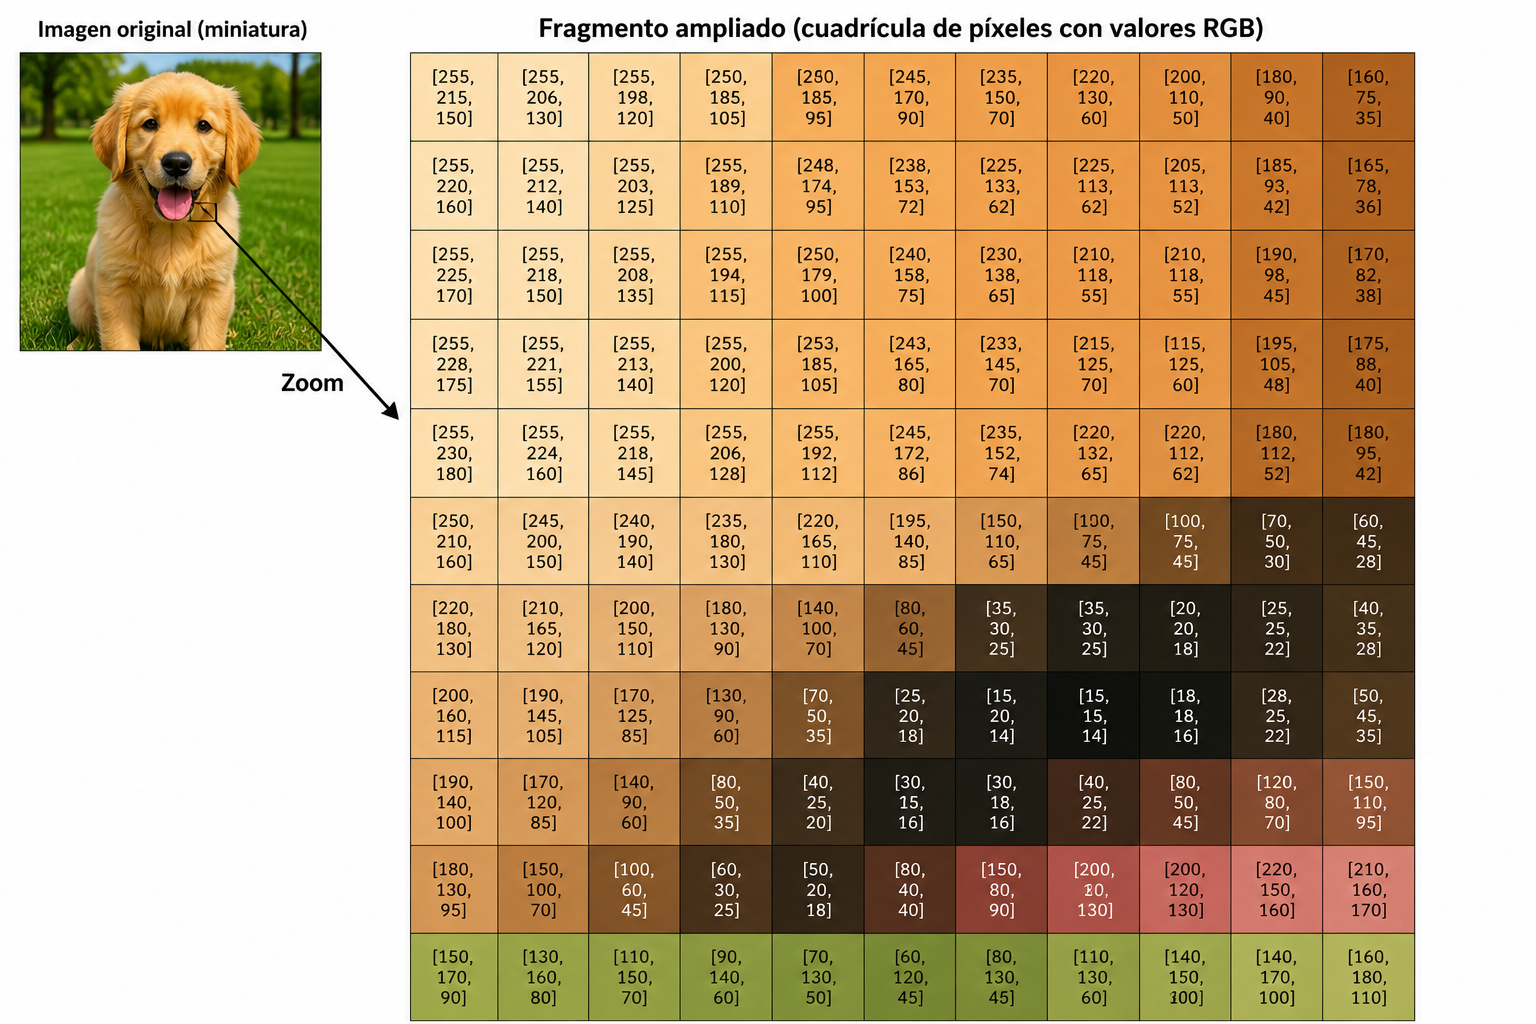 Imagen original (miniatura)
Fragmento ampliado (cuadrícula de píxeles con valores RGB)
[255, 215, 150] [255, 206, 130] [255, 198, 120] [250, 185, 105] [280, 185, 95] [245, 170, 90] [235, 150, 70] [220, 130, 60] [200, 110, 50] [180, 90, 40] [160, 75, 35]
[255, 220, 160] [255, 212, 140] [255, 203, 125] [255, 189, 110] [248, 174, 95] [238, 153, 72] [225, 133, 62] [225, 113, 62] [205, 113, 52] [185, 93, 42] [165, 78, 36]
[255, 225, 170] [255, 218, 150] [255, 208, 135] [255, 194, 115] [250, 179, 100] [240, 158, 75] [230, 138, 65] [210, 118, 55] [210, 118, 55] [190, 98, 45] [170, 82, 38]
[255, 228, 175] [255, 221, 155] [255, 213, 140] [255, 200, 120] [253, 185, 105] [243, 165, 80] [233, 145, 70] [215, 125, 70] [115, 125, 60] [195, 105, 48] [175, 88, 40]
Zoom
[255, 230, 180] [255, 224, 160] [255, 218, 145] [255, 206, 128] [255, 192, 112] [245, 172, 86] [235, 152, 74] [220, 132, 65] [220, 112, 62] [180, 112, 52] [180, 95, 42]
[250, 210, 160] [245, 200, 150] [240, 190, 140] [235, 180, 130] [220, 165, 110] [195, 140, 85] [150, 110, 65] [100, 75, 45] [100, 75, 45] [70, 50, 30] [60, 45, 28]
[220, 180, 130] [210, 165, 120] [200, 150, 110] [180, 130, 90] [140, 100, 70] [80, 60, 45] [35, 30, 25] [35, 30, 25] [20, 20, 18] [25, 25, 22] [40, 35, 28]
[200, 160, 115] [190, 145, 105] [170, 125, 85] [130, 90, 60] [70, 50, 35] [25, 20, 18] [15, 20, 14] [15, 15, 14] [18, 18, 16] [28, 25, 22] [50, 45, 35]
[190, 140, 100] [170, 120, 85] [140, 90, 60] [80, 50, 35] [40, 25, 20] [30, 15, 16] [30, 18, 16] [40, 25, 22] [80, 50, 45] [120, 80, 70] [150, 110, 95]
[180, 130, 95] [150, 100, 70] [100, 60, 45] [60, 30, 25] [50, 20, 18] [80, 40, 40] [150, 80, 90] [200, 130] [200, 120, 130] [220, 150, 160] [210, 160, 170]
[150, 170, 90] [130, 160, 80] [110, 150, 70] [90, 140, 60] [70, 130, 50] [60, 120, 45] [80, 130, 45] [110, 130, 60] [140, 150, 100] [140, 170, 100] [160, 180, 110]